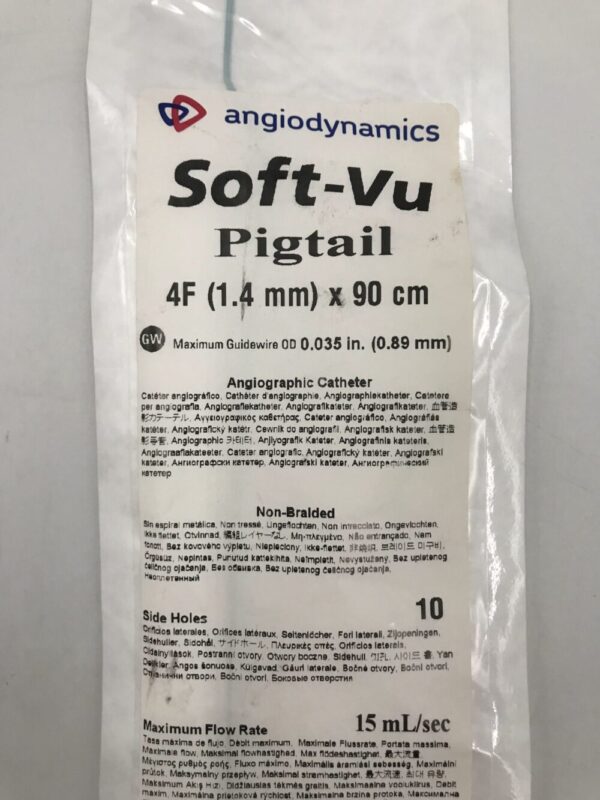 angiodynamics
Soft-Vu
Pigtail
4F (1.4 mm) x 90 cm
GW Maximum Guidewire OD 0.035 in. (0.89 mm)
Angiographic Catheter
Catéter angiográfico, Cathéter d'angiographie, Angiographiekatheter, Catetere
per angiografia, Angiografiekatheter, Angiografikateter, Angiografikateter, 血管造
影カテーテル, Αγγειογραφικός καθετήρας, Cateter angiográfico, Angiográfiás
katéter, Angiografický katétr, Cewnik do angiografii, Angiografisk kateter, 血管造
影导管, Angiographic 카테터, Anjiyografik Kateter, Angiografinis kateteris,
Angiograafiakateeter, Cateter angiografic, Angiografický katéter, Angiografski
kateter, Ангиографски катетер, Angiografski kateter, Ангиографический
катетер
Non-Braided
Sin espiral metálica, Non tressé, Ungeflochten, Non intrecciato, Ongevlochten,
Ikke flettet, Otvinnad, 編組レイヤーなし, Μη-πλεγμένο, Não entrançado, Nem
fonott, Bez kovového výpletu, Niepleciony, Ikke-flettet, 브레이드 미구비,
Örgüsüz, Nepintas, Punutud kattekihita, Neîmpletit, Nevystužený, Bez upletenog
čeličnog ojačanja, Без обвивка, Bez upletenog čeličnog ojačanja,
Неоплетенный
Side Holes 10
Orificios laterales, Orifices latéraux, Seitenlöcher, Fori laterali, Zijopeningen,
Sidehuller, Sidohål, サイドホール, Πλευρικές οπές, Orifícios laterais,
Oldalnyílások, Postranní otvory, Otwory boczne, Sidehull, 侧孔, 사이드 홀, Yan
Delikler, Angos šonuose, Külgavad, Găuri laterale, Bočné otvory, Bočni otvori,
Странични отвори, Bočni otvori, Боковые отверстия
Maximum Flow Rate 15 mL/sec
Tasa máxima de flujo, Débit maximum, Maximale Flussrate, Portata massima,
Maximale flow, Maksimal flowhastighed, Max flödeshastighet, 最大流量,
Μέγιστος ρυθμός ροής, Fluxo máximo, Maximális áramlási sebesség, Maximální
průtok, Maksymalny przepływ, Maksimal strømhastighet, 最大流速, 최대 유량,
Maksimum Akış Hızı, Didžiausias tėkmės greitis, Maksimaalne voolukiirus, Debit
maxim, Maximálna prietoková rýchlosť, Maksimalna brzina protoka, Максимална